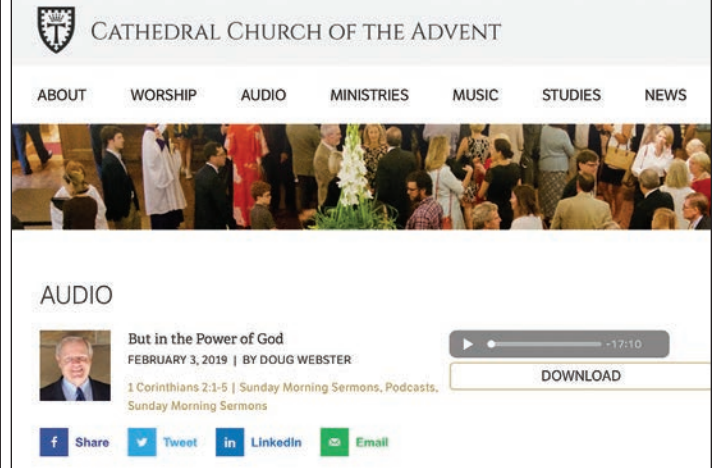 CATHEDRAL CHURCH OF THE ADVENT
ABOUT WORSHIP AUDIO MINISTRIES MUSIC STUDIES NEWS
AUDIO
But in the Power of God
FEBRUARY 3, 2019 | BY DOUG WEBSTER
1 Corinthians 2:1-5 | Sunday Morning Sermons, Podcasts,
Sunday Morning Sermons
-17:10
DOWNLOAD
f Share Tweet in LinkedIn Email